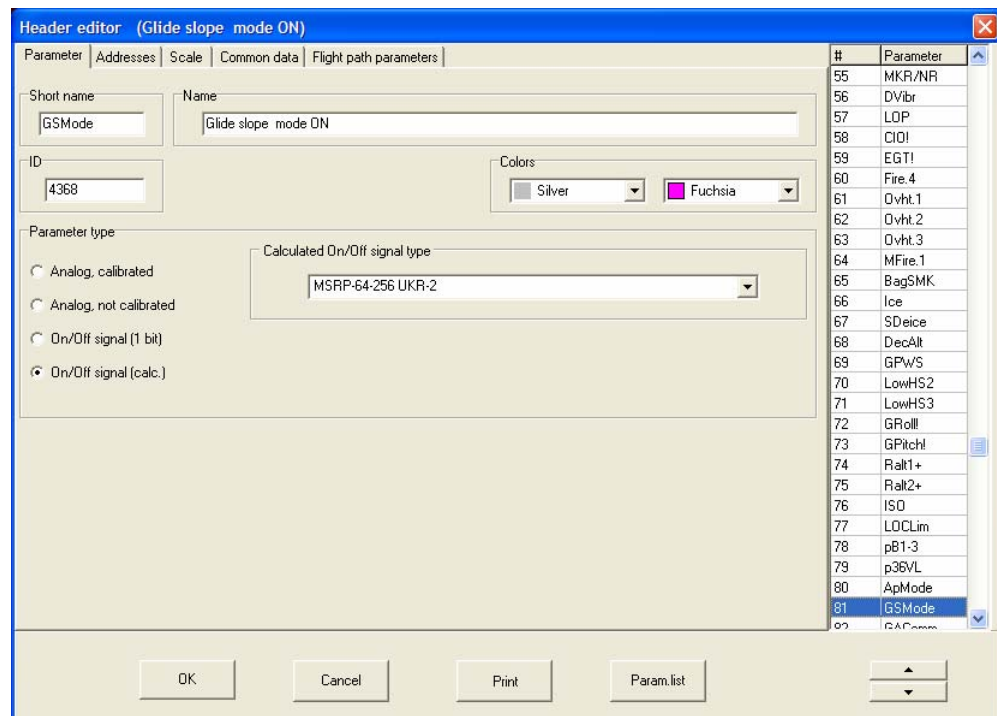 Header editor (Glide slope mode ON)
Parameter Addresses Scale Common data Flight path parameters
Short name
GSMode
Name
Glide slope mode ON
ID
4368
Colors
Silver Fuchsia
Parameter type
Analog, calibrated
Analog, not calibrated
On/Off signal (1 bit)
On/Off signal (calc.)
Calculated On/Off signal type
MSRP-64-256 UKR-2
# Parameter
55 MKR/NR
56 DVibr
57 LOP
58 CIO!
59 EGT!
60 Fire.4
61 Ovht.1
62 Ovht.2
63 Ovht.3
64 MFire.1
65 BagSMK
66 Ice
67 SDeice
68 DecAlt
69 GPWS
70 LowHS2
71 LowHS3
72 GRoll!
73 GPitch!
74 Ralt1+
75 Ralt2+
76 ISO
77 LOCLim
78 pB1-3
79 p36VL
80 ApMode
81 GSMode
82 GAComm
OK Cancel Print Param.list